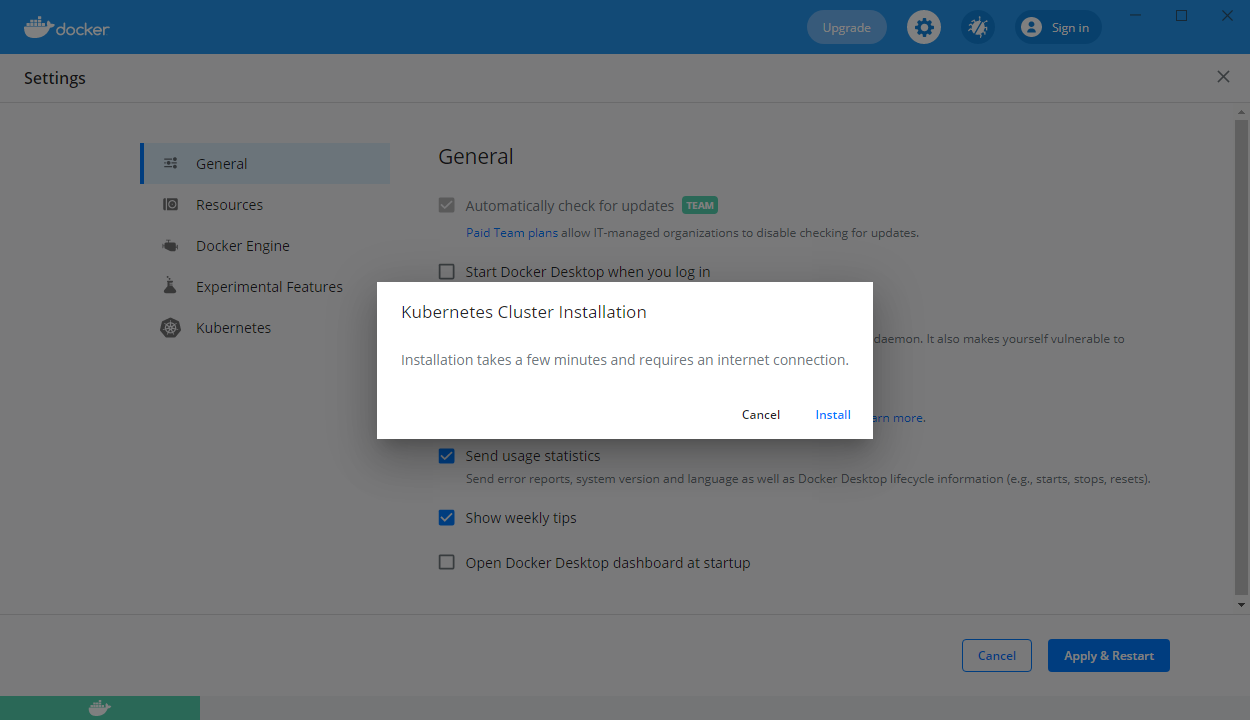 docker
Upgrade
Sign in
Settings
General
Resources
Docker Engine
Experimental Features
Kubernetes
General
Automatically check for updates TEAM
Paid Team plans allow IT-managed organizations to disable checking for updates.
Start Docker Desktop when you log in
Kubernetes Cluster Installation
daemon. It also makes yourself vulnerable to
Installation takes a few minutes and requires an internet connection.
Cancel Install
more.
Send usage statistics
Send error reports, system version and language as well as Docker Desktop lifecycle information (e.g., starts, stops, resets).
Show weekly tips
Open Docker Desktop dashboard at startup
Cancel
Apply & Restart